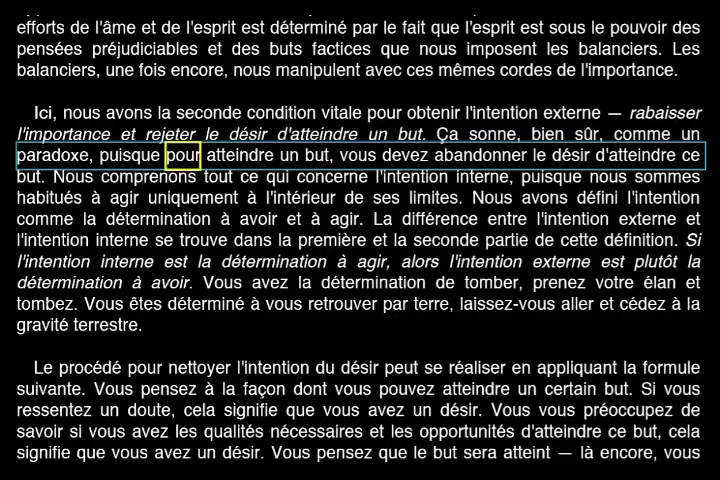 efforts de l'âme et de l'esprit est déterminé par le fait que l'esprit est sous le pouvoir des
pensées préjudiciables et des buts factices que nous imposent les balanciers. Les
balanciers, une fois encore, nous manipulent avec ces mêmes cordes de l'importance.
Ici, nous avons la seconde condition vitale pour obtenir l'intention externe — rabaisser
l'importance et rejeter le désir d'atteindre un but. Ça sonne, bien sûr, comme un
paradoxe, puisque pour atteindre un but, vous devez abandonner le désir d'atteindre ce
but. Nous comprenons tout ce qui concerne l'intention interne, puisque nous sommes
habitués à agir uniquement à l'intérieur de ses limites. Nous avons défini l'intention
comme la détermination à avoir et à agir. La différence entre l'intention externe et
l'intention interne se trouve dans la première et la seconde partie de cette définition. Si
l'intention interne est la détermination à agir, alors l'intention externe est plutôt la
détermination à avoir. Vous avez la détermination de tomber, prenez votre élan et
tombez. Vous êtes déterminé à vous retrouver par terre, laissez-vous aller et cédez à la
gravité terrestre.
Le procédé pour nettoyer l'intention du désir peut se réaliser en appliquant la formule
suivante. Vous pensez à la façon dont vous pouvez atteindre un certain but. Si vous
ressentez un doute, cela signifie que vous avez un désir. Vous vous préoccupez de
savoir si vous avez les qualités nécessaires et les opportunités d'atteindre ce but, cela
signifie que vous avez un désir. Vous pensez que le but sera atteint — là encore, vous